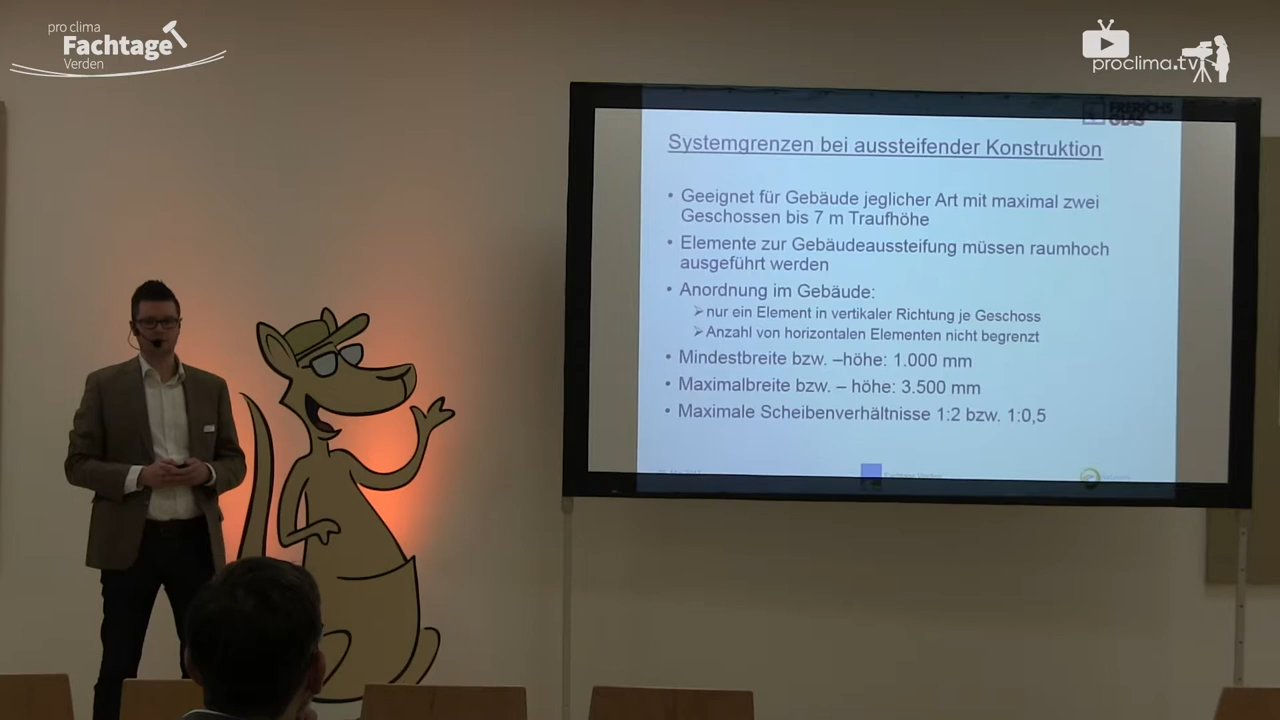 pro clima
Fachtage
Verden
proclima.tv
FRERICHS
GLAS
Systemgrenzen bei aussteifender Konstruktion
• Geeignet für Gebäude jeglicher Art mit maximal zwei
Geschossen bis 7 m Traufhöhe
• Elemente zur Gebäudeaussteifung müssen raumhoch
ausgeführt werden
• Anordnung im Gebäude:
➢nur ein Element in vertikaler Richtung je Geschoss
➢Anzahl von horizontalen Elementen nicht begrenzt
• Mindestbreite bzw. –höhe: 1.000 mm
• Maximalbreite bzw. – höhe: 3.500 mm
• Maximale Scheibenverhältnisse 1:2 bzw. 1:0,5